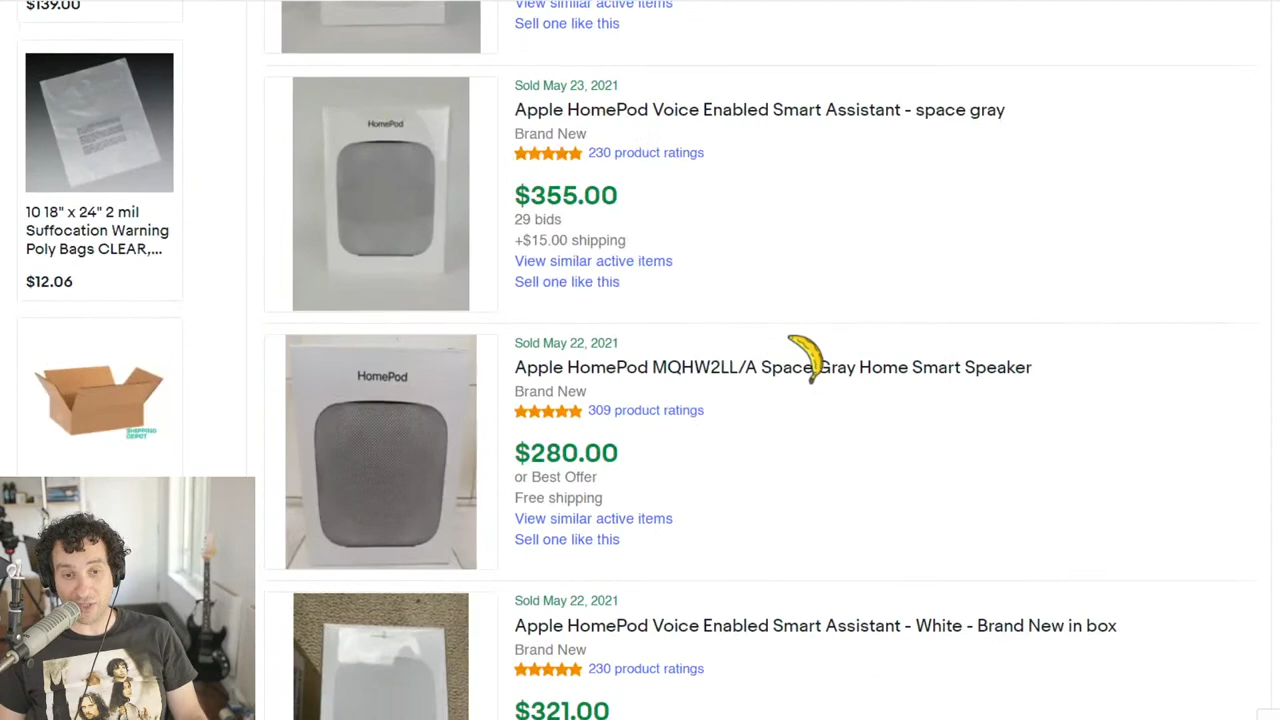 $139.00
10 18" x 24" 2 mil
Suffocation Warning
Poly Bags CLEAR,...
$12.06
SHIPPING
DEPOT
View similar active items
Sell one like this
Sold May 23, 2021
Apple HomePod Voice Enabled Smart Assistant - space gray
Brand New
230 product ratings
$355.00
29 bids
+$15.00 shipping
View similar active items
Sell one like this
HomePod
Sold May 22, 2021
Apple HomePod MQHW2LL/A Space Gray Home Smart Speaker
Brand New
309 product ratings
$280.00
or Best Offer
Free shipping
View similar active items
Sell one like this
HomePod
Sold May 22, 2021
Apple HomePod Voice Enabled Smart Assistant - White - Brand New in box
Brand New
230 product ratings
$321.00